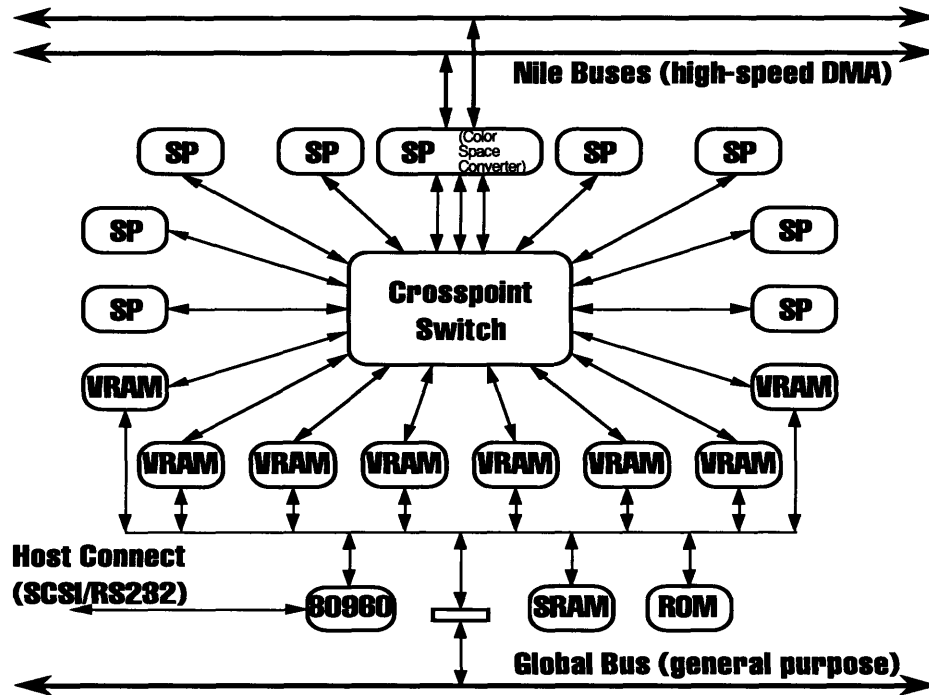 Nile Buses (high-speed DMA)
SP
SP
SP
(Color
Space
Converter)
SP
SP
SP
SP
Crosspoint
Switch
SP
SP
VRAM
VRAM
VRAM
VRAM
VRAM
VRAM
VRAM
VRAM
Host Connect
(SCSI/RS232)
80960
SRAM
ROM
Global Bus (general purpose)